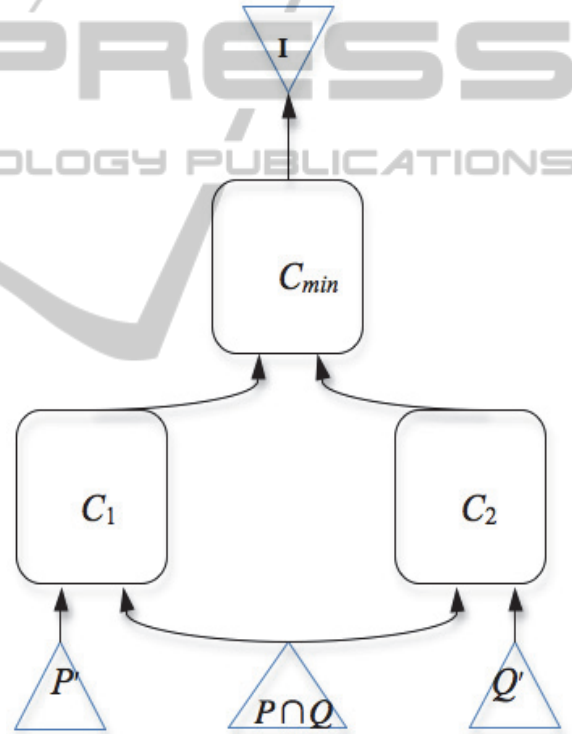 PRESS
I
OLOGY PUBLICATIONS
Cmin
C1 C2
P' P∩Q Q'